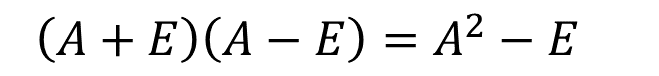 (A + E)(A − E) = A² − E